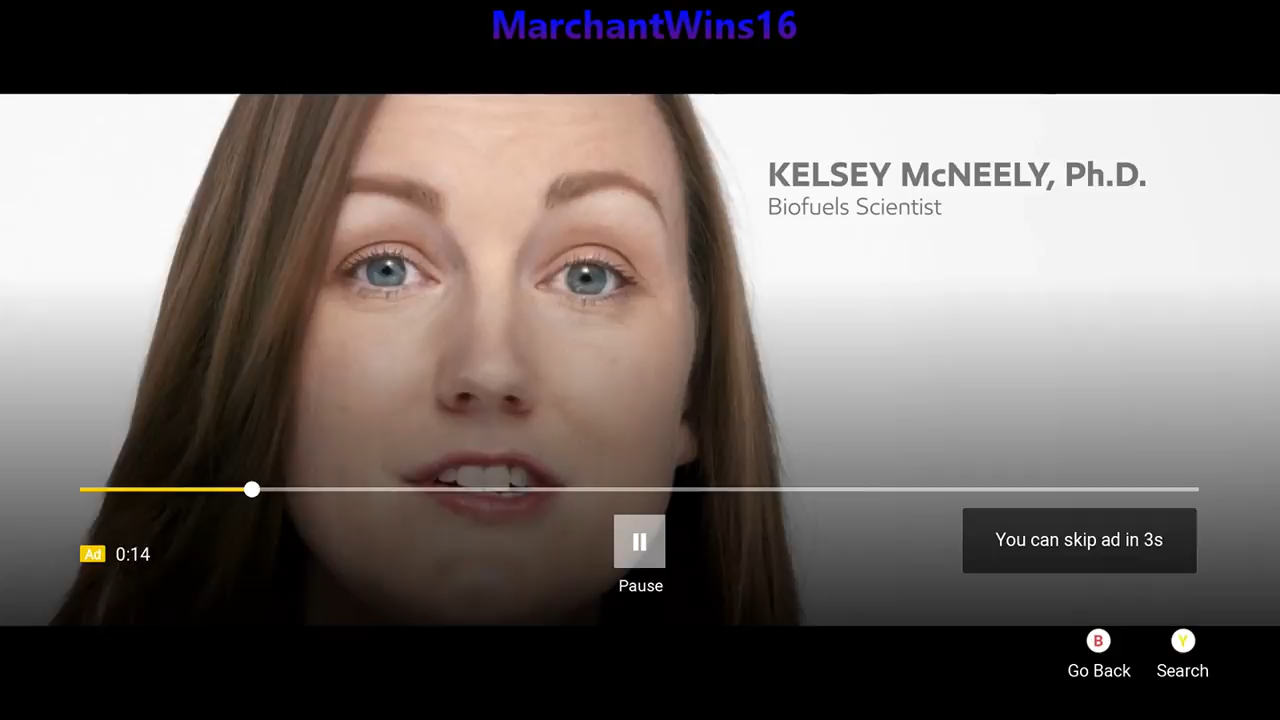 MarchantWins16
KELSEY McNEELY, Ph.D.
Biofuels Scientist
Ad 0:14
Pause
You can skip ad in 3s
B Y
Go Back Search